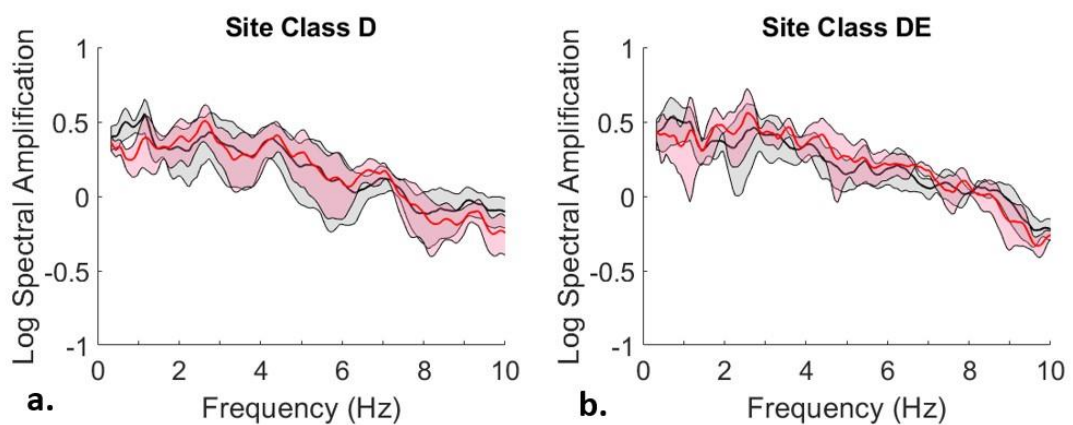 Site Class D
1
0.5
0
-0.5
-1
Log Spectral Amplification
0 2 4 6 8 10
Frequency (Hz)
a.
Site Class DE
1
0.5
0
-0.5
-1
Log Spectral Amplification
0 2 4 6 8 10
Frequency (Hz)
b.